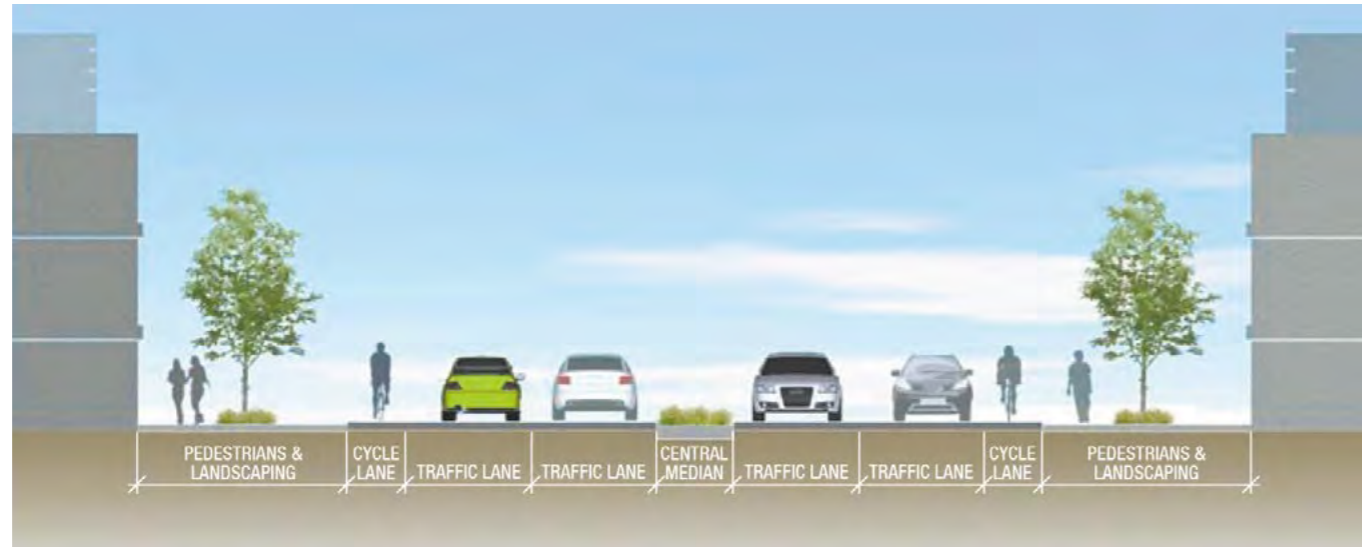 PEDESTRIANS &
LANDSCAPING
CYCLE
LANE
TRAFFIC LANE
TRAFFIC LANE
CENTRAL
MEDIAN
TRAFFIC LANE
TRAFFIC LANE
CYCLE
LANE
PEDESTRIANS &
LANDSCAPING